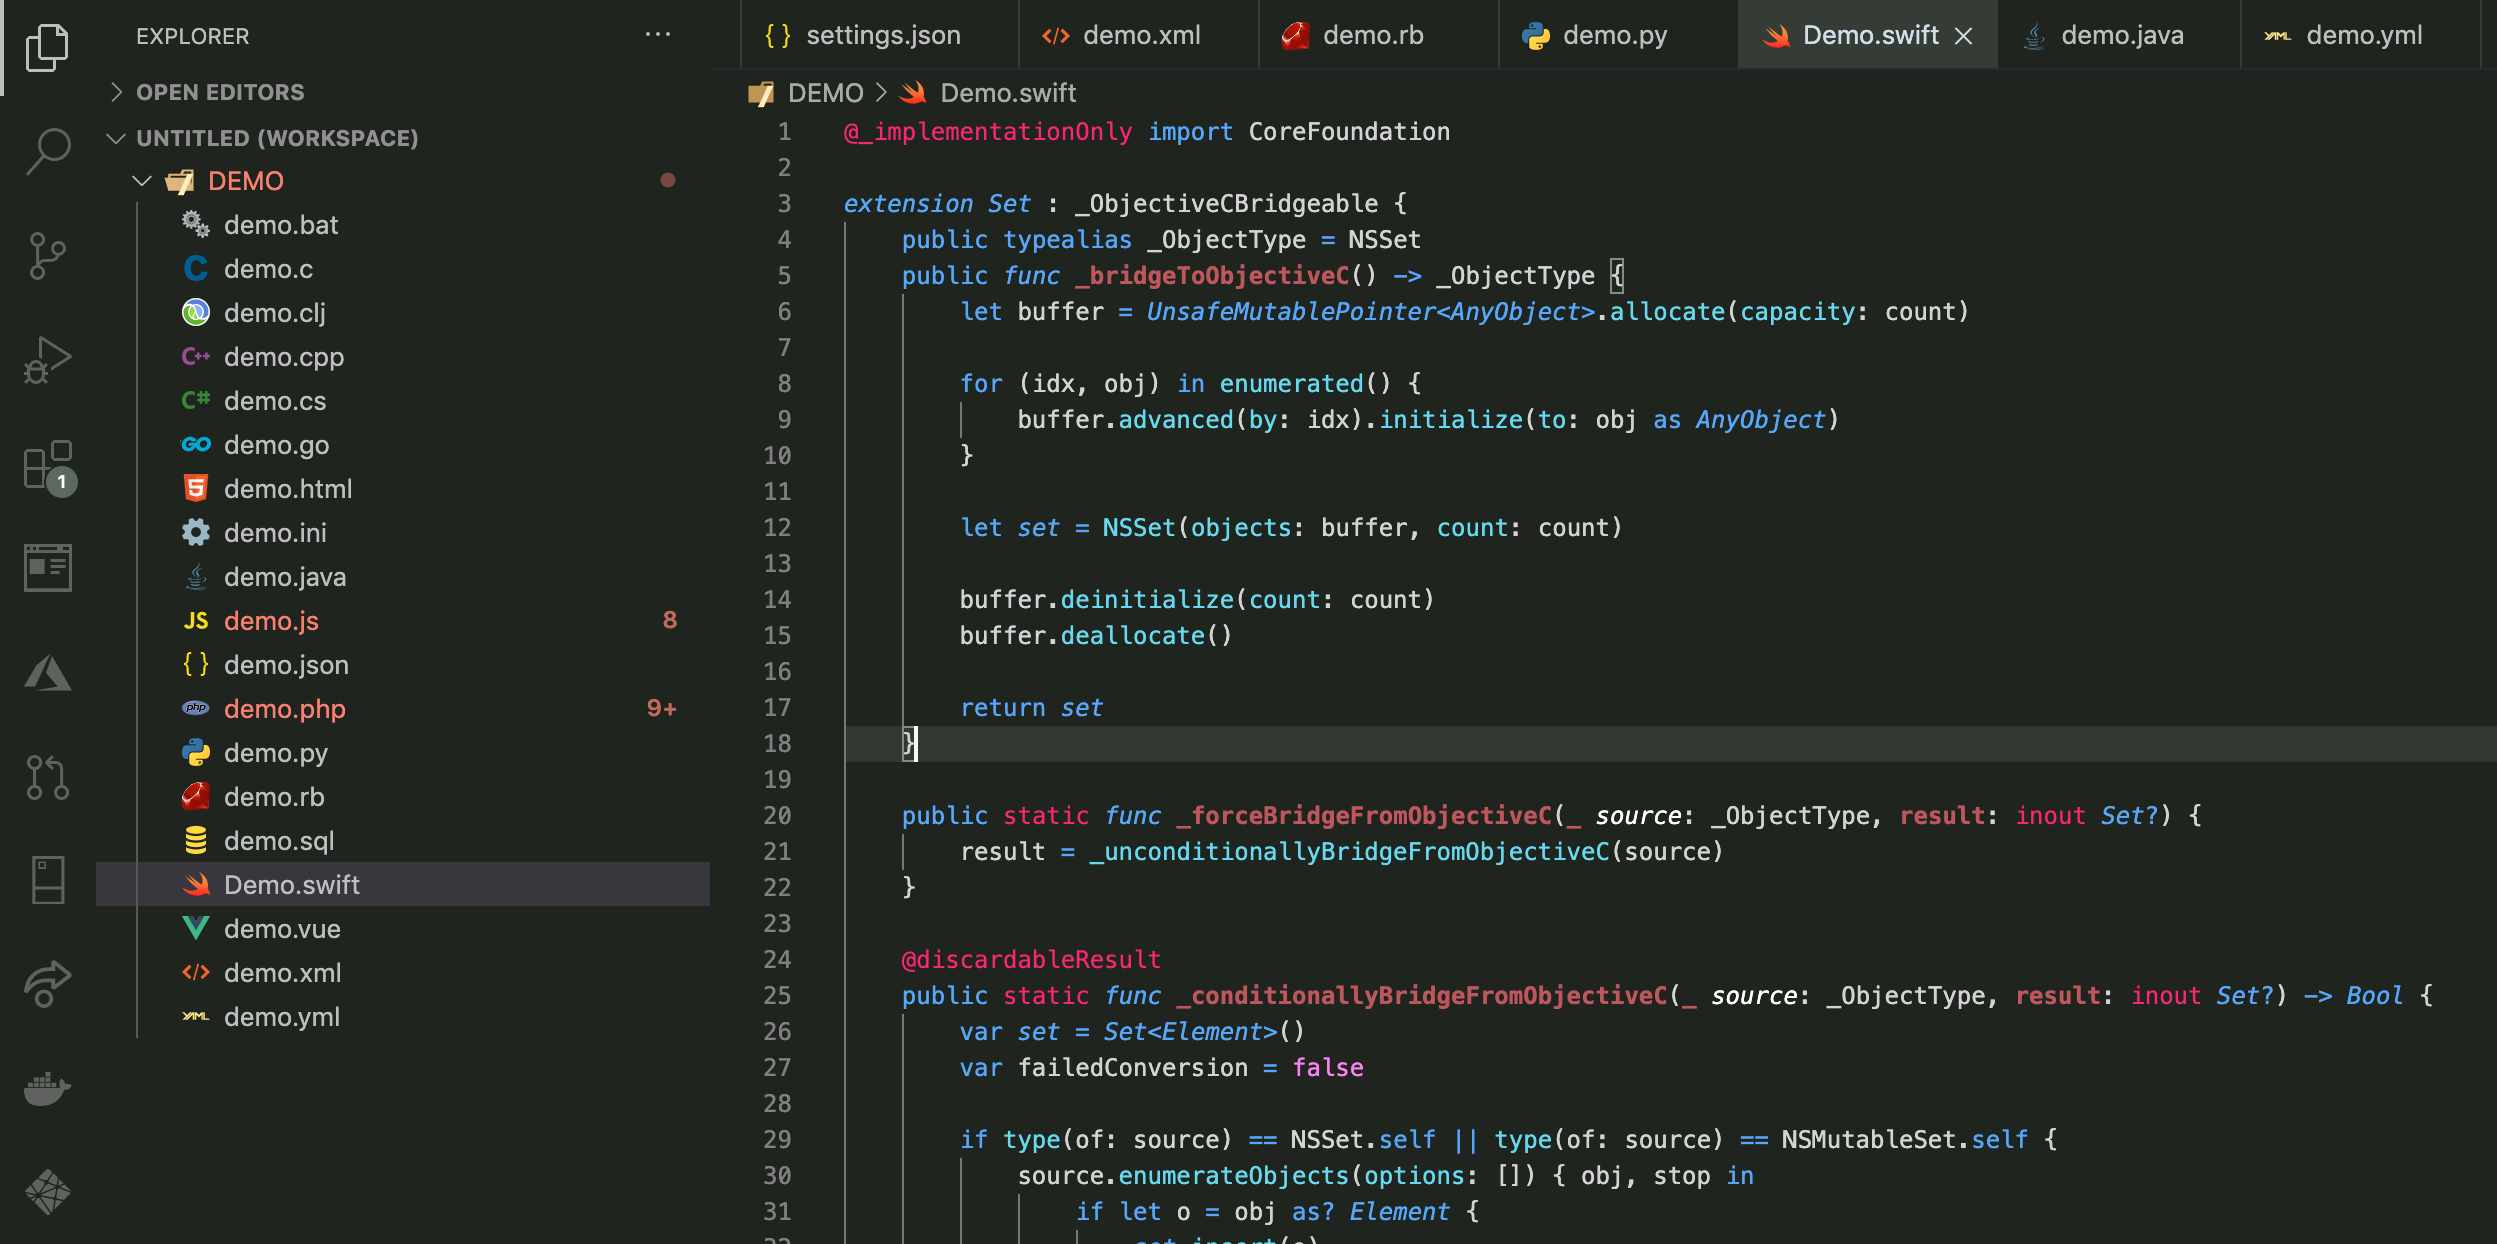 EXPLORER
OPEN EDITORS
UNTITLED (WORKSPACE)
DEMO
demo.bat
demo.c
demo.clj
demo.cpp
demo.cs
demo.go
demo.html
demo.ini
demo.java
JS demo.js 8
{} demo.json
php demo.php 9+
demo.py
demo.rb
demo.sql
Demo.swift
demo.vue
</> demo.xml
YAML demo.yml
1
{} settings.json </> demo.xml demo.rb demo.py Demo.swift × demo.java YAML demo.yml
DEMO > Demo.swift
1 @_implementationOnly import CoreFoundation
2
3 extension Set : _ObjectiveCBridgeable {
4     public typealias _ObjectType = NSSet
5     public func _bridgeToObjectiveC() -> _ObjectType {
6         let buffer = UnsafeMutablePointer<AnyObject>.allocate(capacity: count)
7
8         for (idx, obj) in enumerated() {
9             buffer.advanced(by: idx).initialize(to: obj as AnyObject)
10         }
11
12         let set = NSSet(objects: buffer, count: count)
13
14         buffer.deinitialize(count: count)
15         buffer.deallocate()
16
17         return set
18     }
19
20     public static func _forceBridgeFromObjectiveC(_ source: _ObjectType, result: inout Set?) {
21         result = _unconditionallyBridgeFromObjectiveC(source)
22     }
23
24     @discardableResult
25     public static func _conditionallyBridgeFromObjectiveC(_ source: _ObjectType, result: inout Set?) -> Bool {
26         var set = Set<Element>()
27         var failedConversion = false
28
29         if type(of: source) == NSSet.self || type(of: source) == NSMutableSet.self {
30             source.enumerateObjects(options: []) { obj, stop in
31                 if let o = obj as? Element {